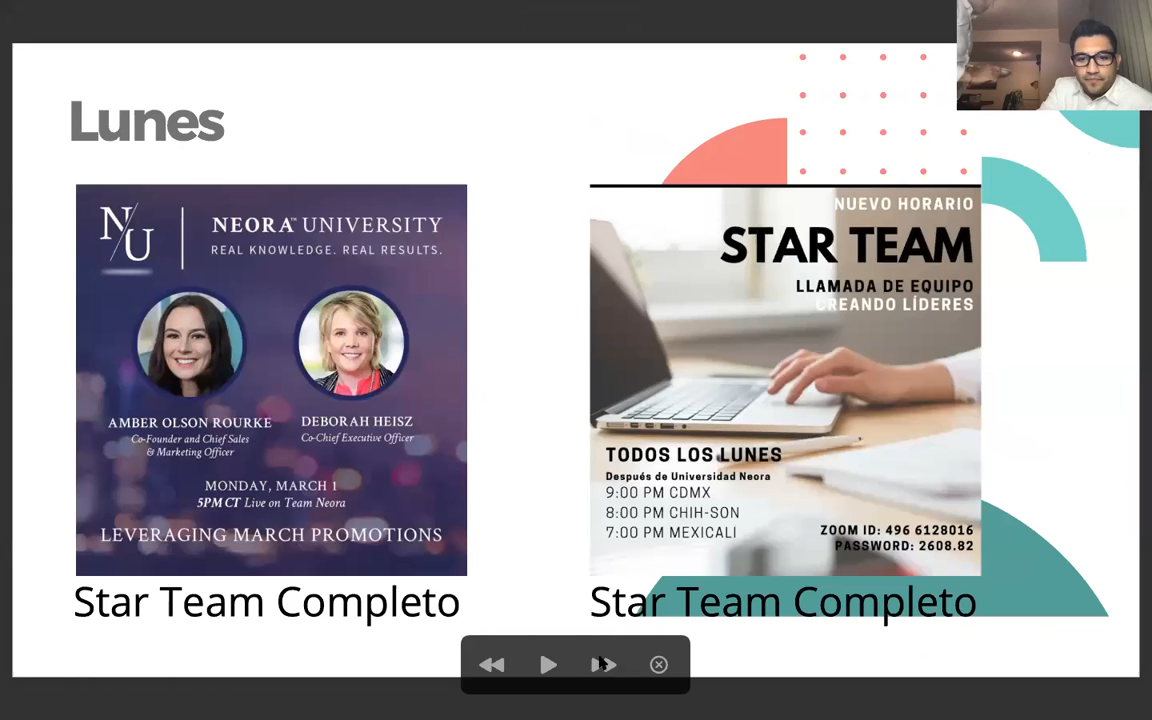 Lunes
NU
NEORA™ UNIVERSITY
REAL KNOWLEDGE. REAL RESULTS.
AMBER OLSON ROURKE
Co-Founder and Chief Sales
& Marketing Officer
DEBORAH HEISZ
Co-Chief Executive Officer
MONDAY, MARCH 1
5PM CT Live on Team Neora
LEVERAGING MARCH PROMOTIONS
Star Team Completo
NUEVO HORARIO
STAR TEAM
LLAMADA DE EQUIPO
CREANDO LÍDERES
TODOS LOS LUNES
Después de Universidad Neora
9:00 PM CDMX
8:00 PM CHIH-SON
7:00 PM MEXICALI
ZOOM ID: 496 6128016
PASSWORD: 2608.82
Star Team Completo